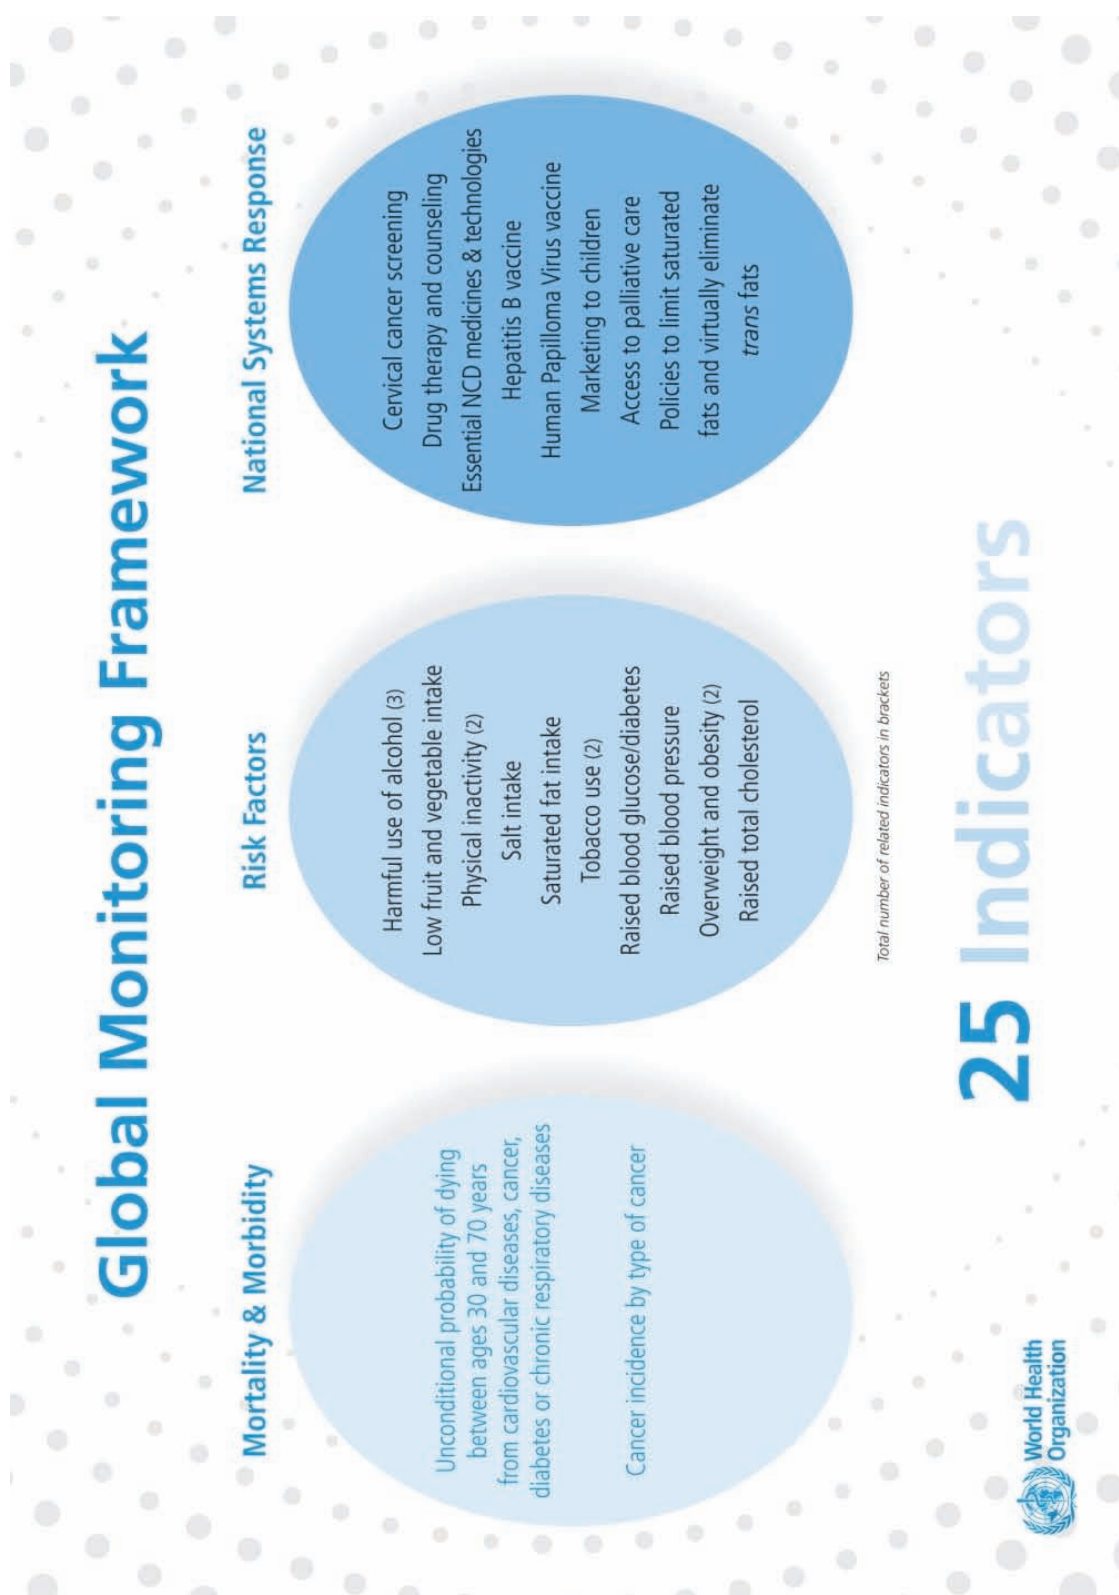 Global Monitoring Framework
Mortality & Morbidity
Unconditional probability of dying
between ages 30 and 70 years
from cardiovascular diseases, cancer,
diabetes or chronic respiratory diseases
Cancer incidence by type of cancer
Risk Factors
Harmful use of alcohol (3)
Low fruit and vegetable intake
Physical inactivity (2)
Salt intake
Saturated fat intake
Tobacco use (2)
Raised blood glucose/diabetes
Raised blood pressure
Overweight and obesity (2)
Raised total cholesterol
National Systems Response
Cervical cancer screening
Drug therapy and counseling
Essential NCD medicines & technologies
Hepatitis B vaccine
Human Papilloma Virus vaccine
Marketing to children
Access to palliative care
Policies to limit saturated
fats and virtually eliminate
trans fats
Total number of related indicators in brackets
25 Indicators
World Health
Organization